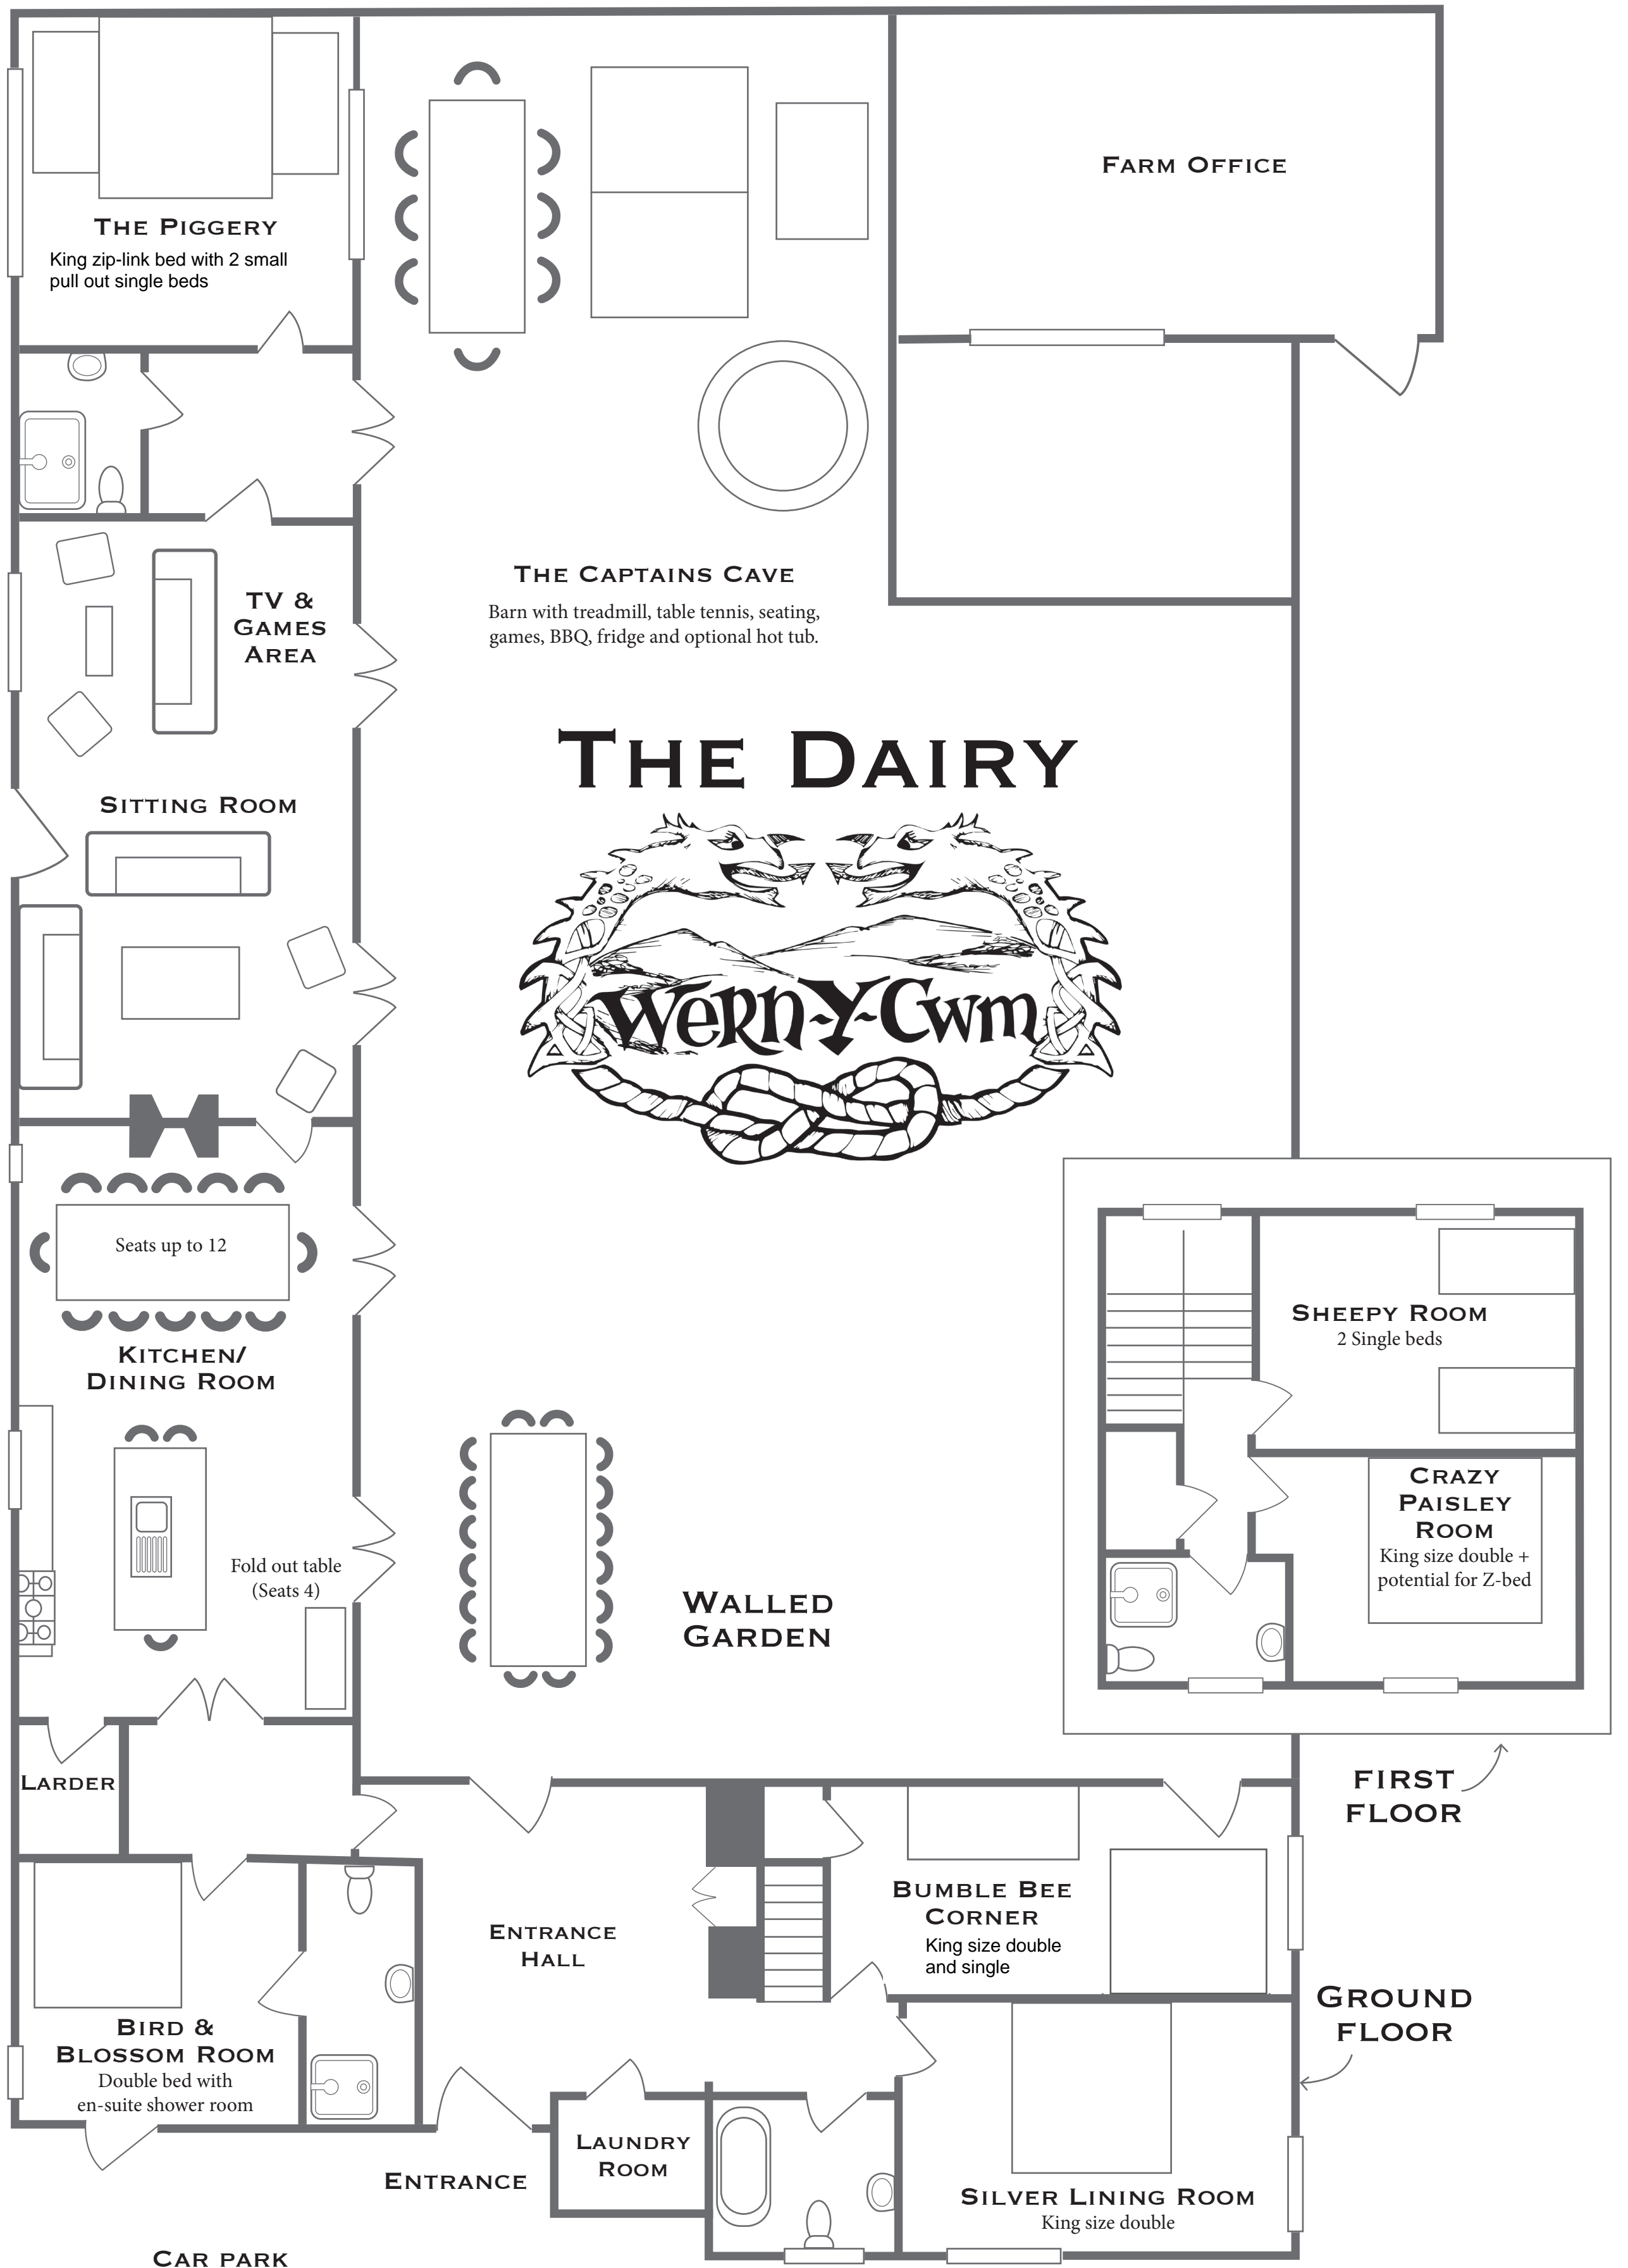 Farm Office
The Piggery
King zip-link bed with 2 small
pull out single beds
The Captains Cave
Barn with treadmill, table tennis, seating,
games, BBQ, fridge and optional hot tub.
TV &
Games
Area
The Dairy
Sitting Room
Wern-Y-Cwm
Seats up to 12
Kitchen/
Dining Room
Sheepy Room
2 Single beds
Crazy
Paisley
Room
King size double +
potential for Z-bed
Fold out table
(Seats 4)
Walled
Garden
Larder
FIRST
FLOOR
Bumble Bee
Corner
King size double
and single
Entrance
Hall
Ground
Floor
Bird &
Blossom Room
Double bed with
en-suite shower room
Laundry
Room
Entrance
Silver Lining Room
King size double
Car park